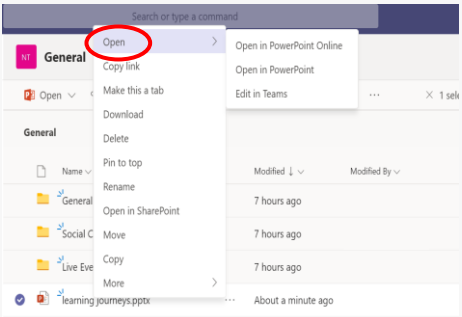 Search or type a command
NT General
Open
Open
Copy link
Make this a tab
Download
Delete
Pin to top
Rename
Open in SharePoint
Move
Copy
More
Open in PowerPoint Online
Open in PowerPoint
Edit in Teams
... × 1
General
Name Modified ↓ Modified By
General 7 hours ago
Social 7 hours ago
Live 7 hours ago
learning journeys.pptx ... About a minute ago